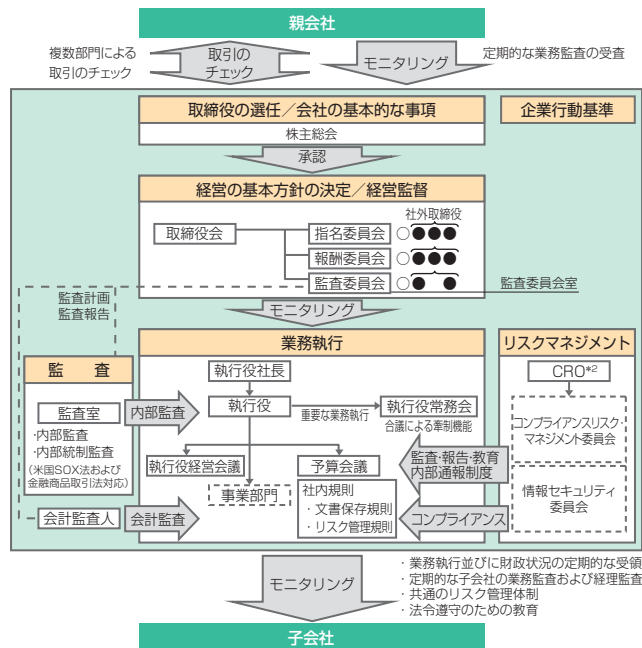 親会社
複数部門による
取引のチェック
取引の
チェック
モニタリング
定期的な業務監査の受査
取締役の選任／会社の基本的な事項
株主総会
企業行動基準
承認
経営の基本方針の決定／経営監督
社外取締役
取締役会
指名委員会
報酬委員会
監査委員会
監査委員会室
監査計画
監査報告
モニタリング
業務執行
リスクマネジメント
監 査
監査室
・内部監査
・内部統制監査
（米国SOX法および
金融商品取引法対応）
会計監査人
内部監査
会計監査
執行役社長
執行役
重要な業務執行
執行役常務会
合議による牽制機能
執行役経営会議
予算会議
事業部門
社内規則
・文書保存規則
・リスク管理規則
CRO*2
コンプライアンスリスク・
マネジメント委員会
情報セキュリティ
委員会
監査・報告・教育
内部通報制度
コンプライアンス
モニタリング
・業務執行並びに財政状況の定期的な受領
・定期的な子会社の業務監査および経理監査
・共通のリスク管理体制
・法令遵守のための教育
子会社